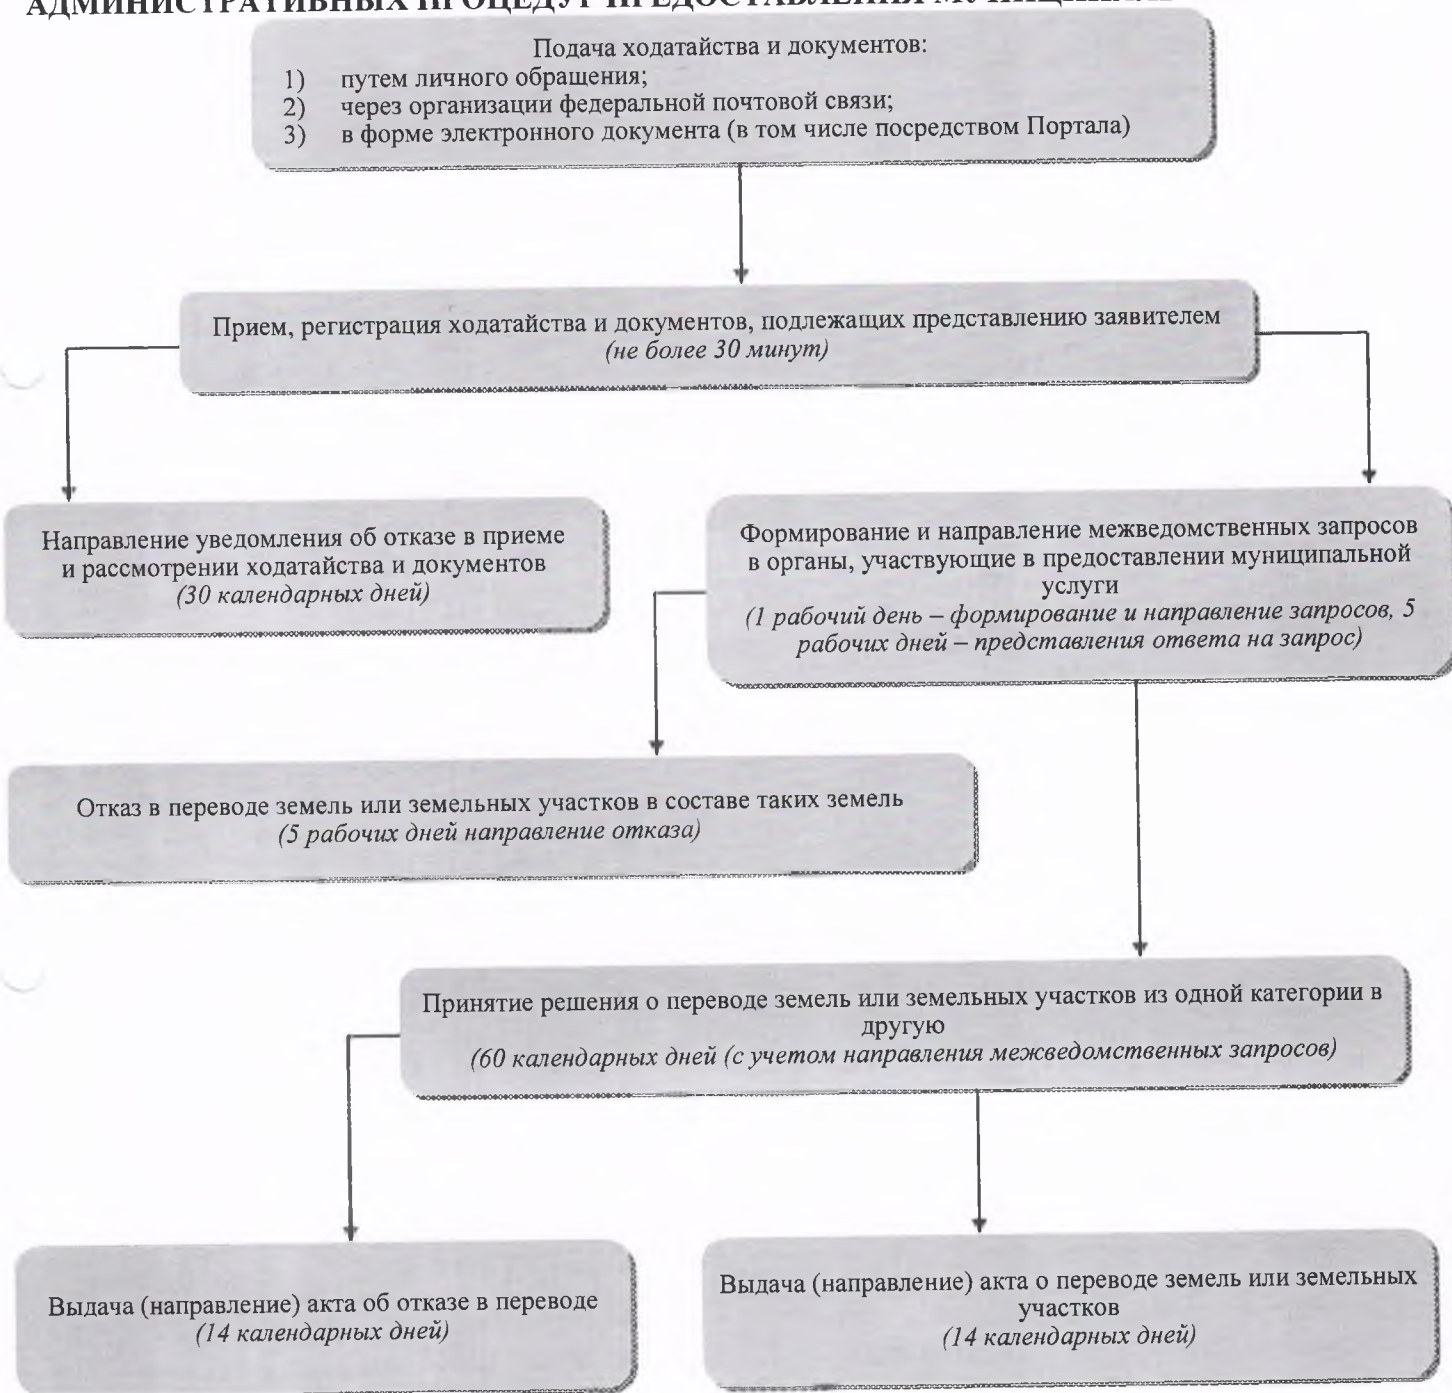 АДМИНИСТРАТИВНЫХ ПРОЦЕДУР ПРЕДОСТАВЛЕНИЯ
Подача ходатайства и документов:
1) путем личного обращения;
2) через организации федеральной почтовой связи;
3) в форме электронного документа (в том числе посредством Портала)
Прием, регистрация ходатайства и документов, подлежащих представлению заявителем
(не более 30 минут)
Направление уведомления об отказе в приеме
и рассмотрении ходатайства и документов
(30 календарных дней)
Формирование и направление межведомственных запросов
в органы, участвующие в предоставлении муниципальной
услуги
(1 рабочий день – формирование и направление запросов, 5
рабочих дней – представления ответа на запрос)
Отказ в переводе земель или земельных участков в составе таких земель
(5 рабочих дней направление отказа)
Принятие решения о переводе земель или земельных участков из одной категории в
другую
(60 календарных дней (с учетом направления межведомственных запросов)
Выдача (направление) акта об отказе в переводе
(14 календарных дней)
Выдача (направление) акта о переводе земель или земельных
участков
(14 календарных дней)